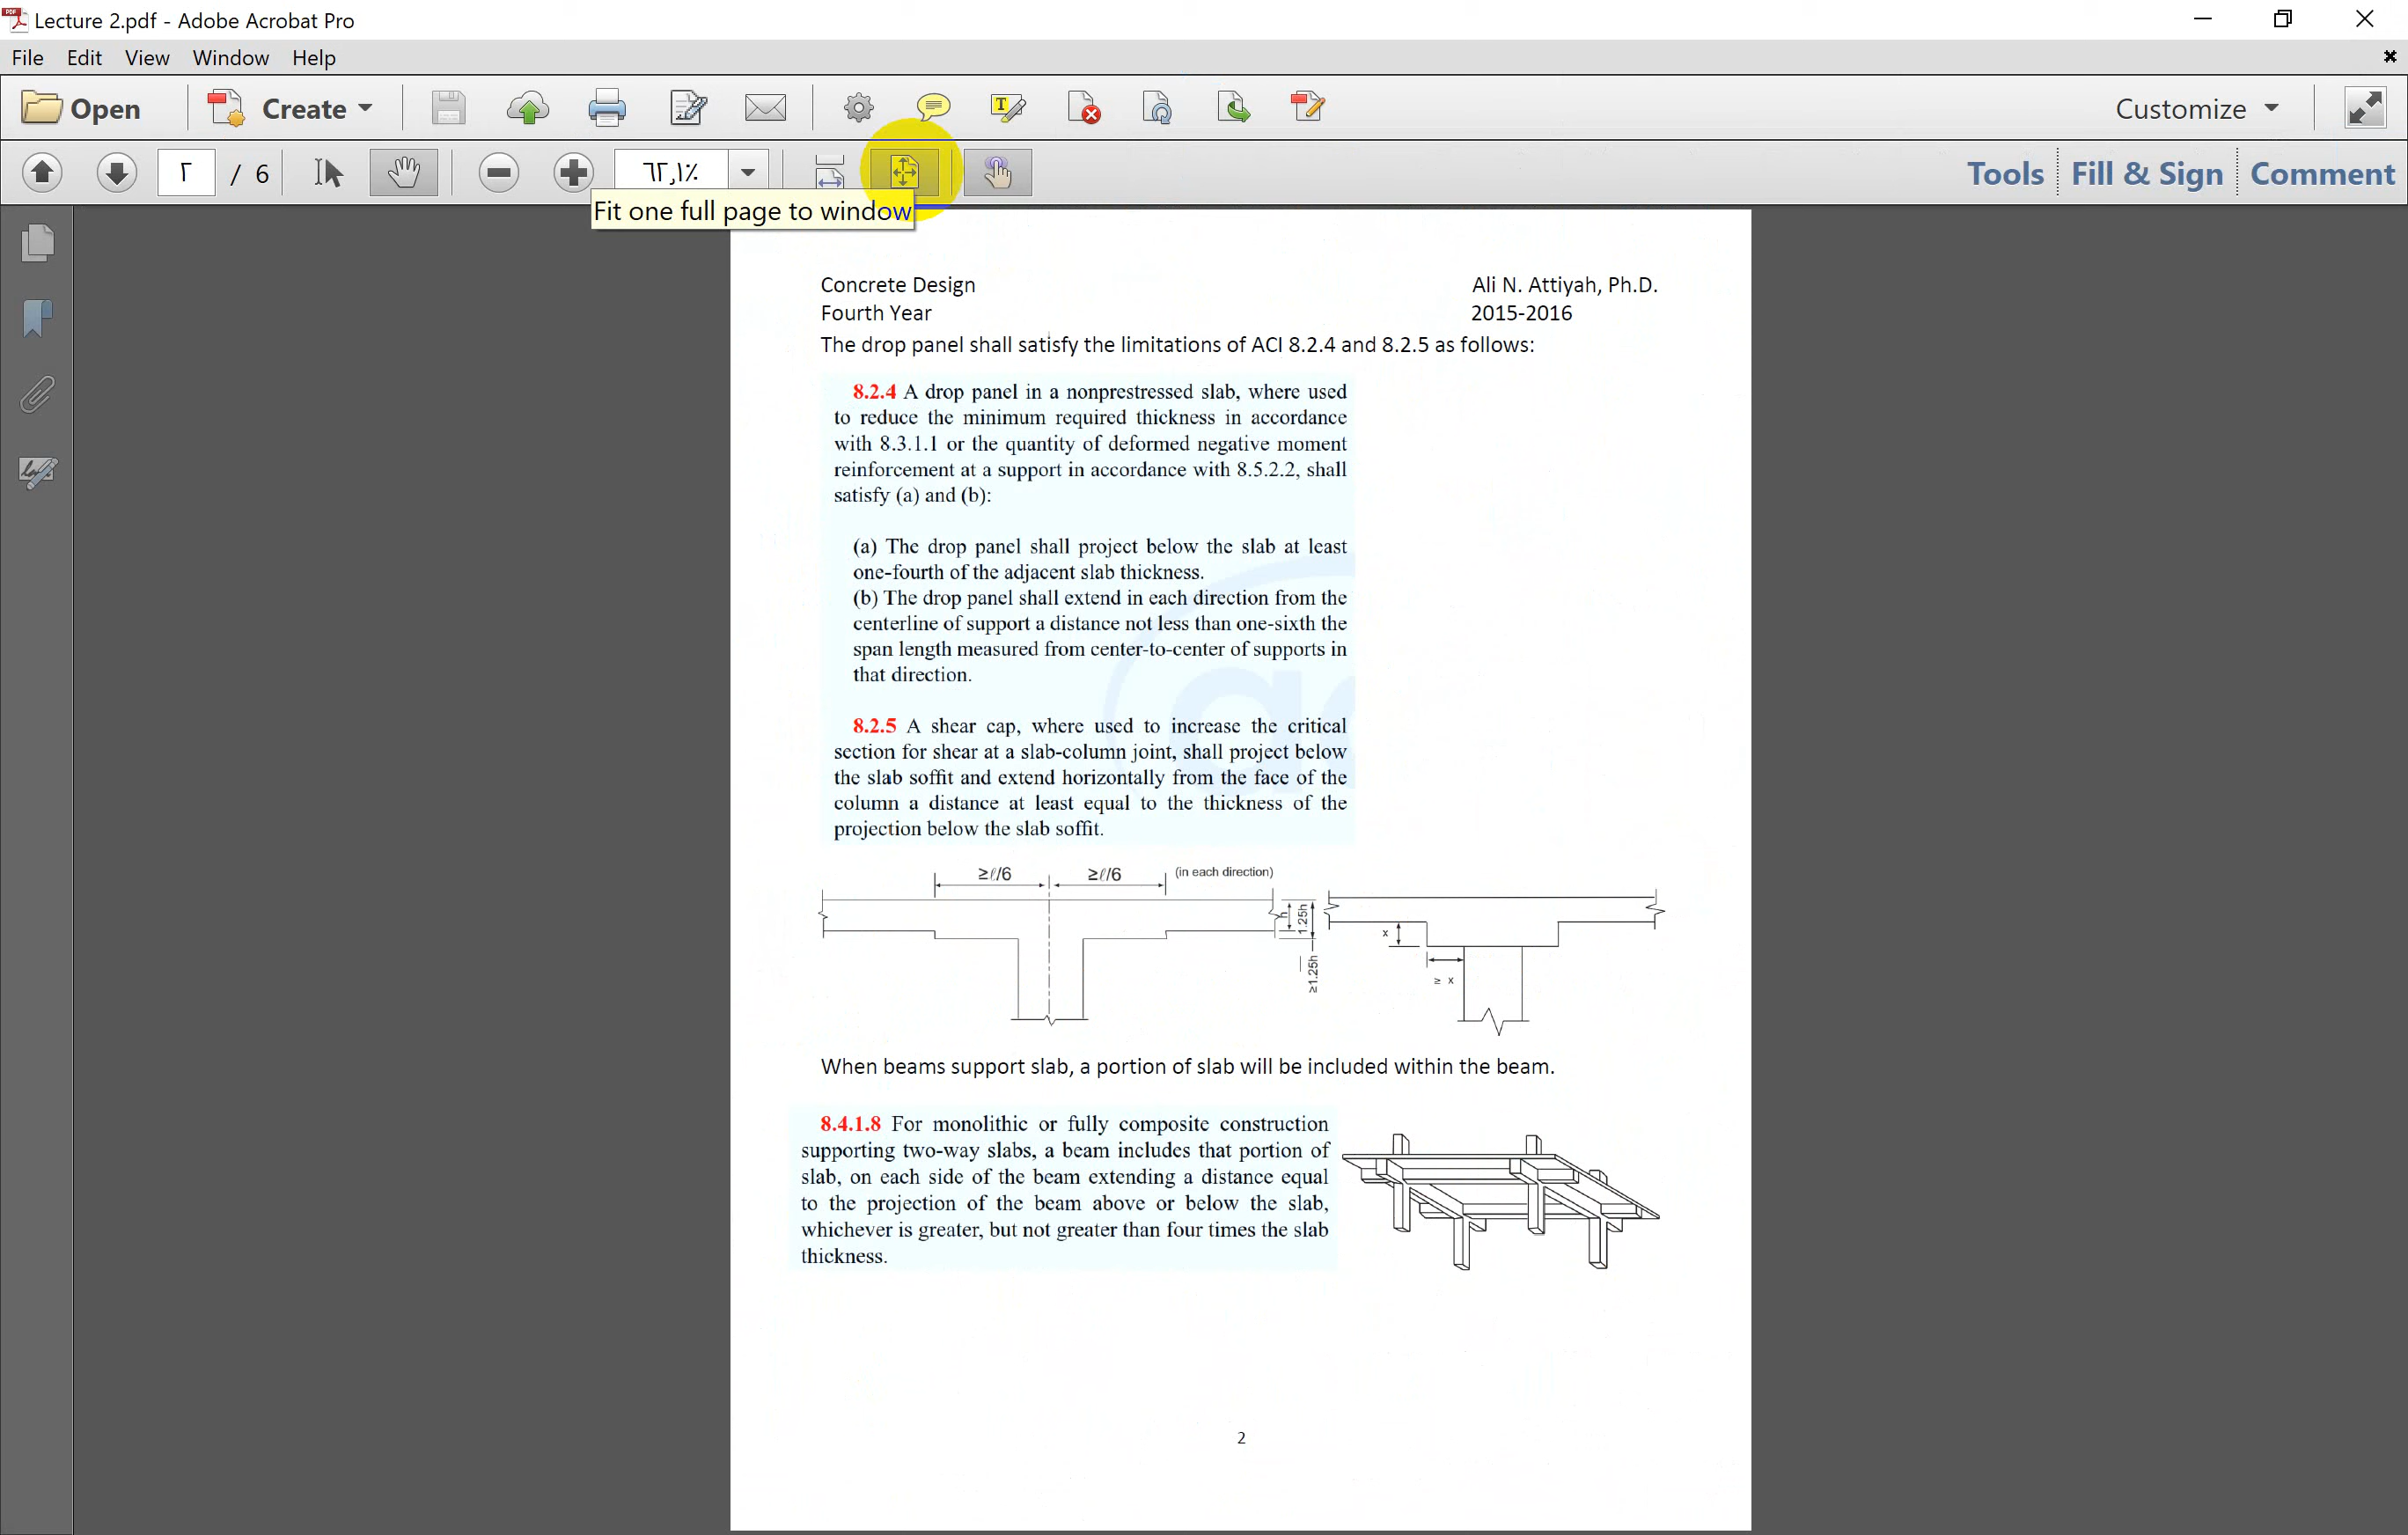 Lecture 2.pdf - Adobe Acrobat Pro
File Edit View Window Help
Open Create Customize
٢ / 6 ٦٢,١٪ Tools Fill & Sign Comment
Fit one full page to window
Concrete Design Ali N. Attiyah, Ph.D.
Fourth Year 2015-2016
The drop panel shall satisfy the limitations of ACI 8.2.4 and 8.2.5 as follows:
8.2.4 A drop panel in a nonprestressed slab, where used
to reduce the minimum required thickness in accordance
with 8.3.1.1 or the quantity of deformed negative moment
reinforcement at a support in accordance with 8.5.2.2, shall
satisfy (a) and (b):
(a) The drop panel shall project below the slab at least
one-fourth of the adjacent slab thickness.
(b) The drop panel shall extend in each direction from the
centerline of support a distance not less than one-sixth the
span length measured from center-to-center of supports in
that direction.
8.2.5 A shear cap, where used to increase the critical
section for shear at a slab-column joint, shall project below
the slab soffit and extend horizontally from the face of the
column a distance at least equal to the thickness of the
projection below the slab soffit.
≥ℓ/6 ≥ℓ/6 (in each direction)
h 1.25h
≥1.25h
x
≥ x
When beams support slab, a portion of slab will be included within the beam.
8.4.1.8 For monolithic or fully composite construction
supporting two-way slabs, a beam includes that portion of
slab, on each side of the beam extending a distance equal
to the projection of the beam above or below the slab,
whichever is greater, but not greater than four times the slab
thickness.
2